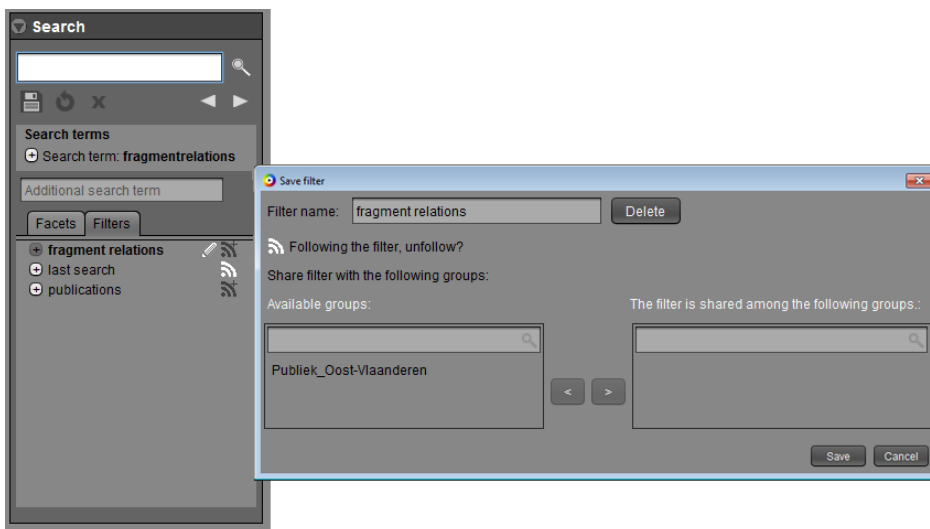 Search
Search terms
Search term: fragmentrelations
Additional search term
Facets Filters
fragment relations
last search
publications
Save filter
Filter name: fragment relations Delete
Following the filter, unfollow?
Share filter with the following groups:
Available groups: The filter is shared among the following groups.:
Publiek_Oost-Vlaanderen
< >
Save Cancel